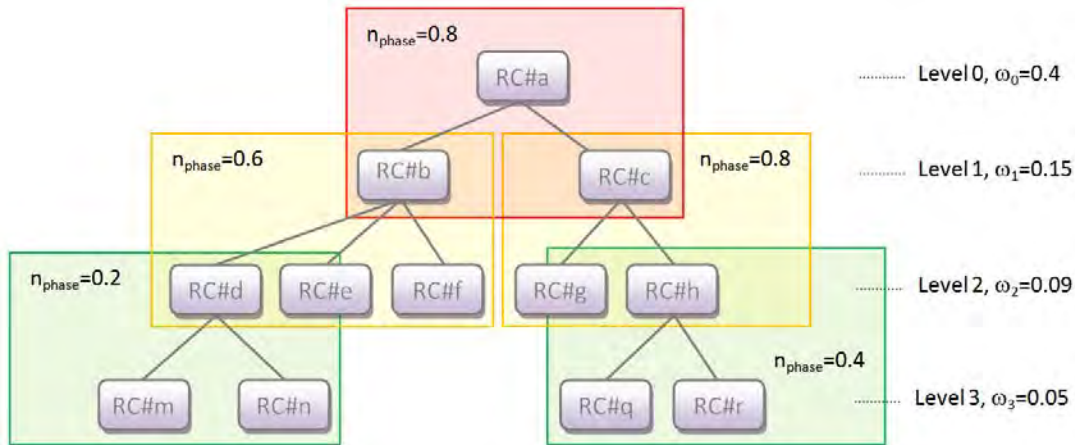 n_phase=0.8
RC#a
Level 0, ω₀=0.4
n_phase=0.6
RC#b
RC#c
n_phase=0.8
Level 1, ω₁=0.15
n_phase=0.2
RC#d
RC#e
RC#f
RC#g
RC#h
Level 2, ω₂=0.09
n_phase=0.4
RC#m
RC#n
RC#q
RC#r
Level 3, ω₃=0.05